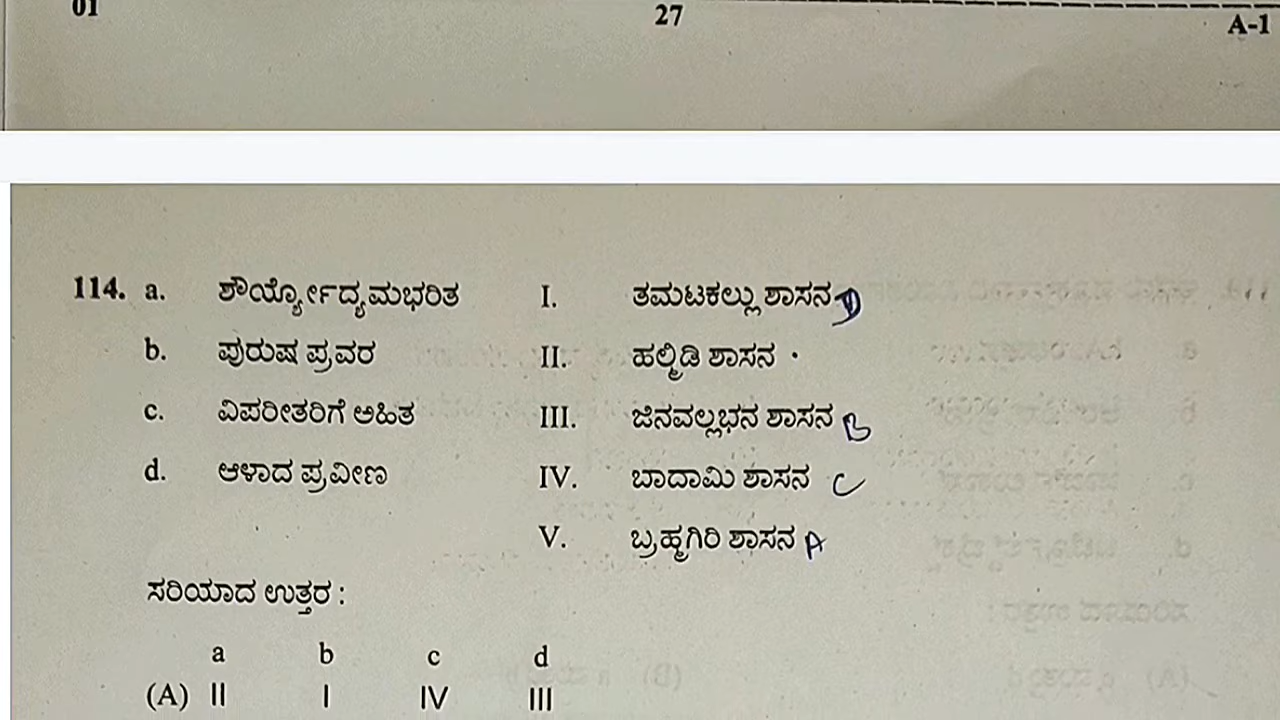 01 27 A-1
114. a. ಶೌರ್ಯ್ಯೋದ್ಯಮಭರಿತ I. ತಮಟಕಲ್ಲು ಶಾಸನ D
b. ಪುರುಷ ಪ್ರವರ II. ಹಲ್ಮಿಡಿ ಶಾಸನ
c. ವಿಪರೀತರಿಗೆ ಅಹಿತ III. ಜಿನವಲ್ಲಭನ ಶಾಸನ B
d. ಆಳಾದ ಪ್ರವೀಣ IV. ಬಾದಾಮಿ ಶಾಸನ C
V. ಬ್ರಹ್ಮಗಿರಿ ಶಾಸನ A
ಸರಿಯಾದ ಉತ್ತರ :
a b c d
(A) II I IV III